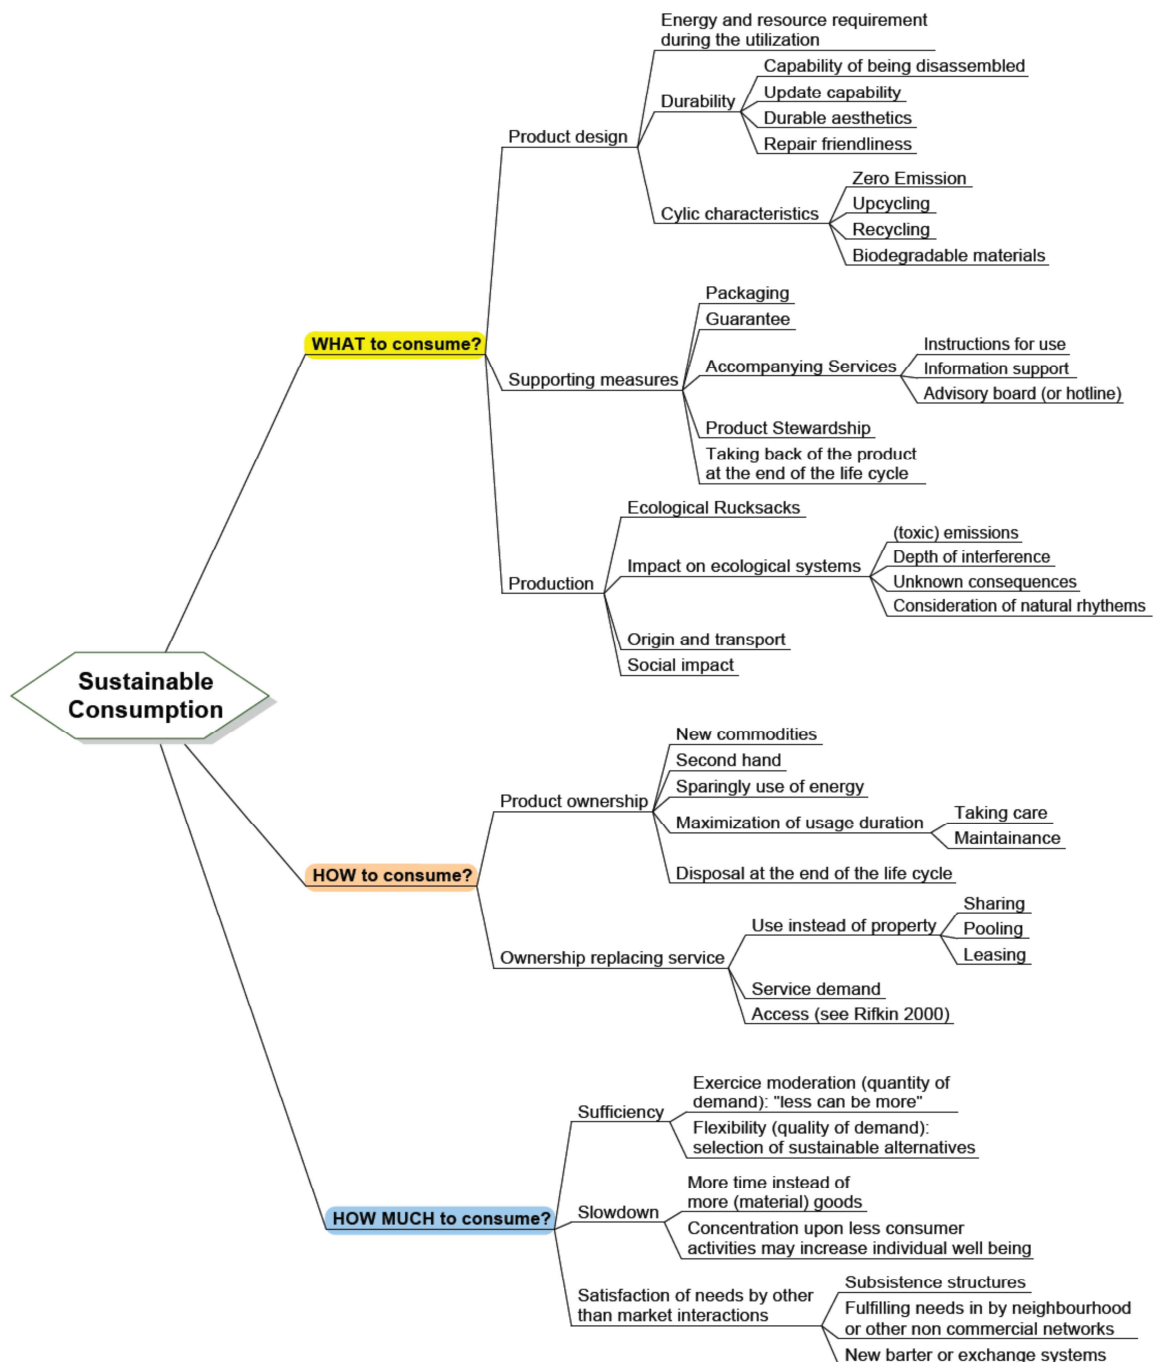 Energy and resource requirement
during the utilization
Capability of being disassembled
Durability
Update capability
Durable aesthetics
Product design
Repair friendliness
Zero Emission
Cylic characteristics
Upcycling
Recycling
Biodegradable materials
Packaging
Guarantee
WHAT to consume?
Instructions for use
Accompanying Services
Information support
Supporting measures
Advisory board (or hotline)
Product Stewardship
Taking back of the product
at the end of the life cycle
Ecological Rucksacks
(toxic) emissions
Impact on ecological systems
Depth of interference
Production
Unknown consequences
Consideration of natural rhythems
Origin and transport
Social impact
Sustainable
Consumption
New commodities
Second hand
Sparingly use of energy
Product ownership
Maximization of usage duration
Taking care
Maintainance
HOW to consume?
Disposal at the end of the life cycle
Sharing
Use instead of property
Pooling
Leasing
Ownership replacing service
Service demand
Access (see Rifkin 2000)
Exercice moderation (quantity of
demand): "less can be more"
Sufficiency
Flexibility (quality of demand):
selection of sustainable alternatives
More time instead of
more (material) goods
HOW MUCH to consume?
Slowdown
Concentration upon less consumer
activities may increase individual well being
Satisfaction of needs by other
than market interactions
Subsistence structures
Fulfilling needs in by neighbourhood
or other non commercial networks
New barter or exchange systems